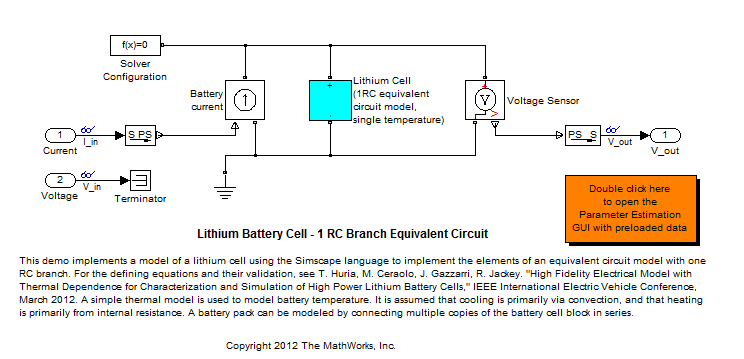 f(x)=0
Solver
Configuration
Battery
current
Lithium Cell
(1RC equivalent
circuit model,
single temperature)
+
-
V
Voltage Sensor
1
I_in
Current
S PS
PS S
V_out
1
V_out
2
V_in
Voltage
Terminator
Double click here
to open the
Parameter Estimation
GUI with preloaded data
Lithium Battery Cell - 1 RC Branch Equivalent Circuit
This demo implements a model of a lithium cell using the Simscape language to implement the elements of an equivalent circuit model with one
RC branch. For the defining equations and their validation, see T. Huria, M. Ceraolo, J. Gazzarri, R. Jackey. "High Fidelity Electrical Model with
Thermal Dependence for Characterization and Simulation of High Power Lithium Battery Cells," IEEE International Electric Vehicle Conference,
March 2012. A simple thermal model is used to model battery temperature. It is assumed that cooling is primarily via convection, and that heating
is primarily from internal resistance. A battery pack can be modeled by connecting multiple copies of the battery cell block in series.
Copyright 2012 The MathWorks, Inc.